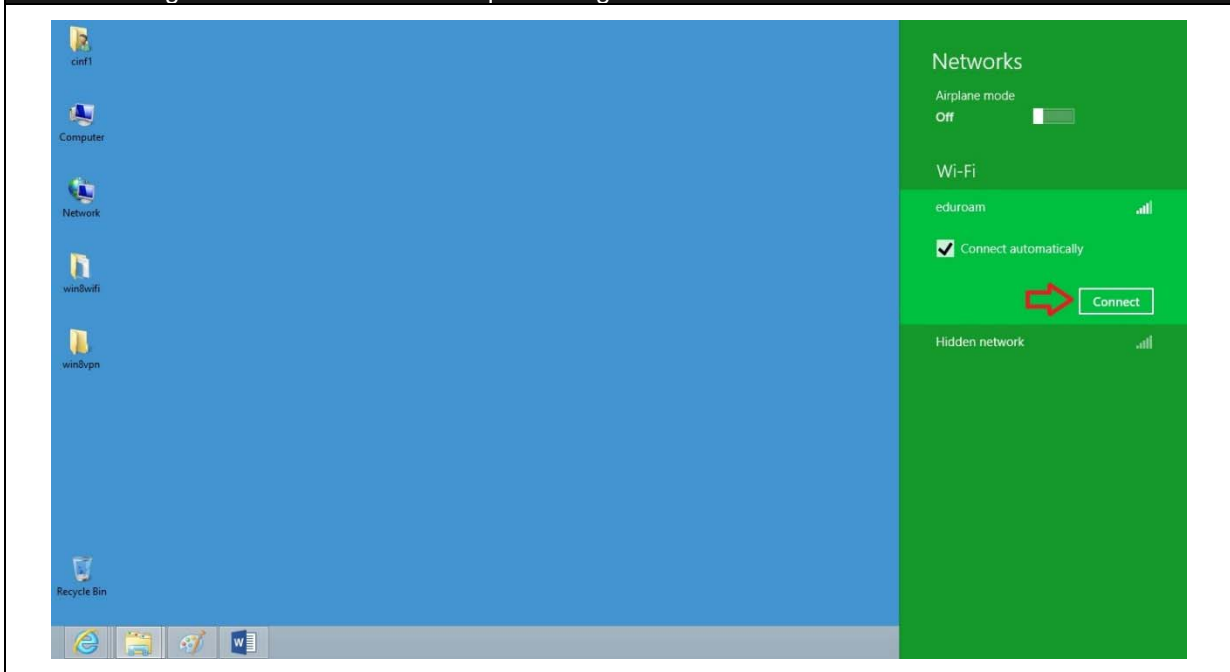 cinf1
Computer
Network
win8wifi
win8vpn
Recycle Bin
W
Networks
Airplane mode
Off
Wi-Fi
eduroam
Connect automatically
Connect
Hidden network